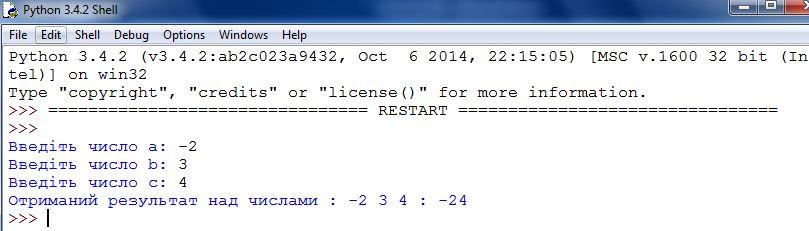 Python 3.4.2 Shell
File Edit Shell Debug Options Windows Help
Python 3.4.2 (v3.4.2:ab2c023a9432, Oct  6 2014, 22:15:05) [MSC v.1600 32 bit (In
tel)] on win32
Type "copyright", "credits" or "license()" for more information.
>>> ================================ RESTART ================================
>>>
Введіть число a: -2
Введіть число b: 3
Введіть число c: 4
Отриманий результат над числами : -2 3 4 : -24
>>>